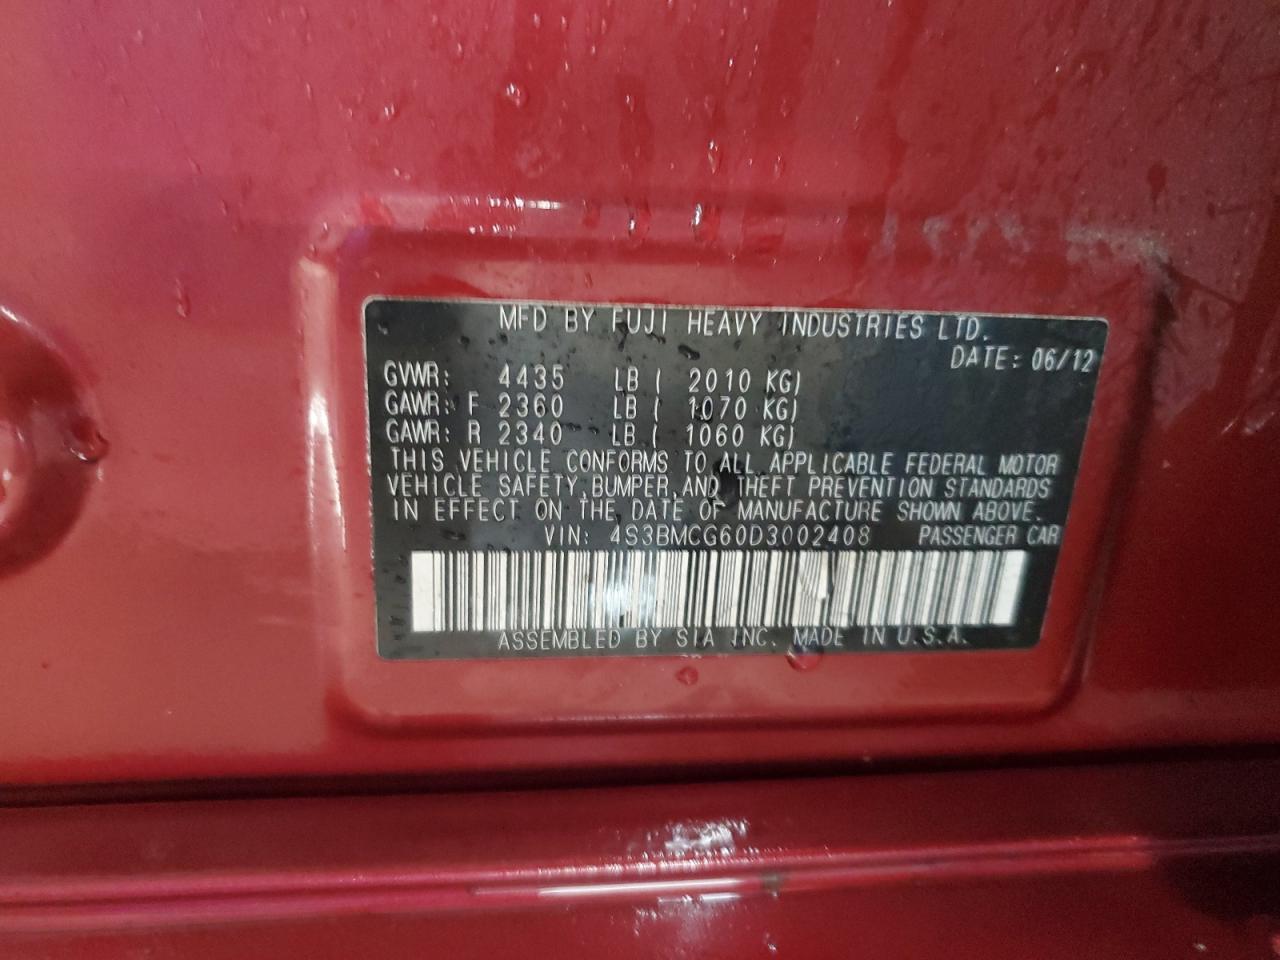 MFD BY FUJI HEAVY INDUSTRIES LTD.
DATE: 06/12
GVWR: 4435 LB ( 2010 KG)
GAWR: F 2360 LB ( 1070 KG)
GAWR: R 2340 LB ( 1060 KG)
THIS VEHICLE CONFORMS TO ALL APPLICABLE FEDERAL MOTOR
VEHICLE SAFETY, BUMPER, AND THEFT PREVENTION STANDARDS
IN EFFECT ON THE DATE OF MANUFACTURE SHOWN ABOVE.
VIN: 4S3BMCG60D3002408 PASSENGER CAR
ASSEMBLED BY SIA INC. MADE IN U.S.A.